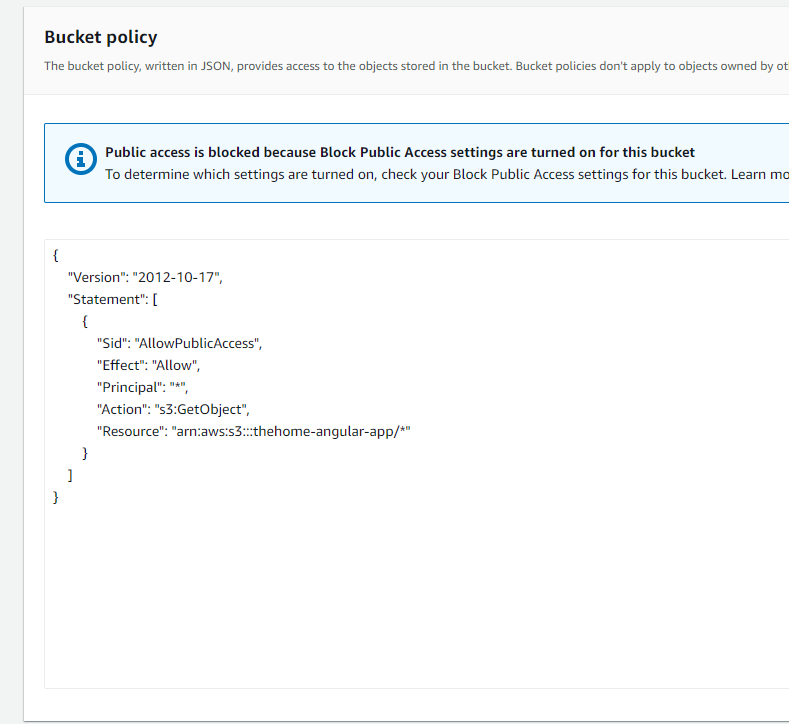 Bucket policy
The bucket policy, written in JSON, provides access to the objects stored in the bucket. Bucket policies don't apply to objects owned by
Public access is blocked because Block Public Access settings are turned on for this bucket
To determine which settings are turned on, check your Block Public Access settings for this bucket. Learn
{
"Version": "2012-10-17",
"Statement": [
{
"Sid": "AllowPublicAccess",
"Effect": "Allow",
"Principal": "*",
"Action": "s3:GetObject",
"Resource": "arn:aws:s3:::thehome-angular-app/*"
}
]
}